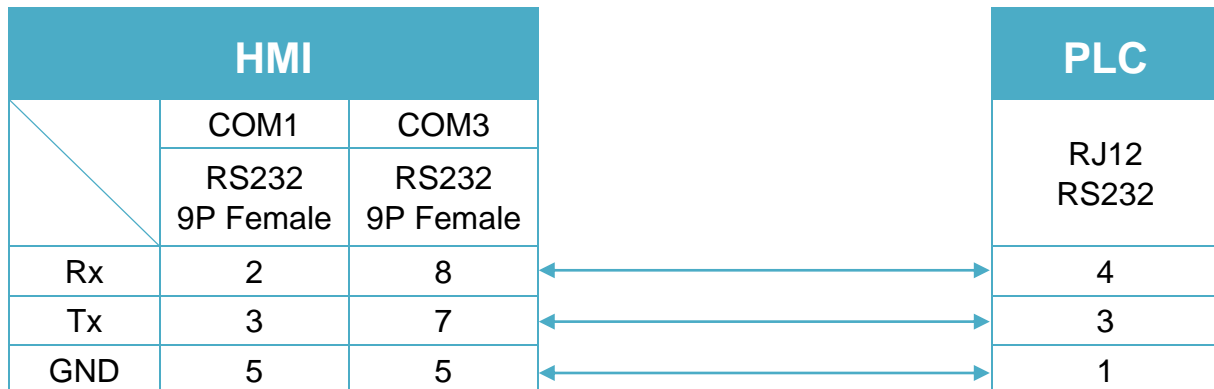 HMI
PLC
COM1 COM3
RS232
9P Female
RS232
9P Female
RJ12
RS232
Rx 2 8 4
Tx 3 7 3
GND 5 5 1